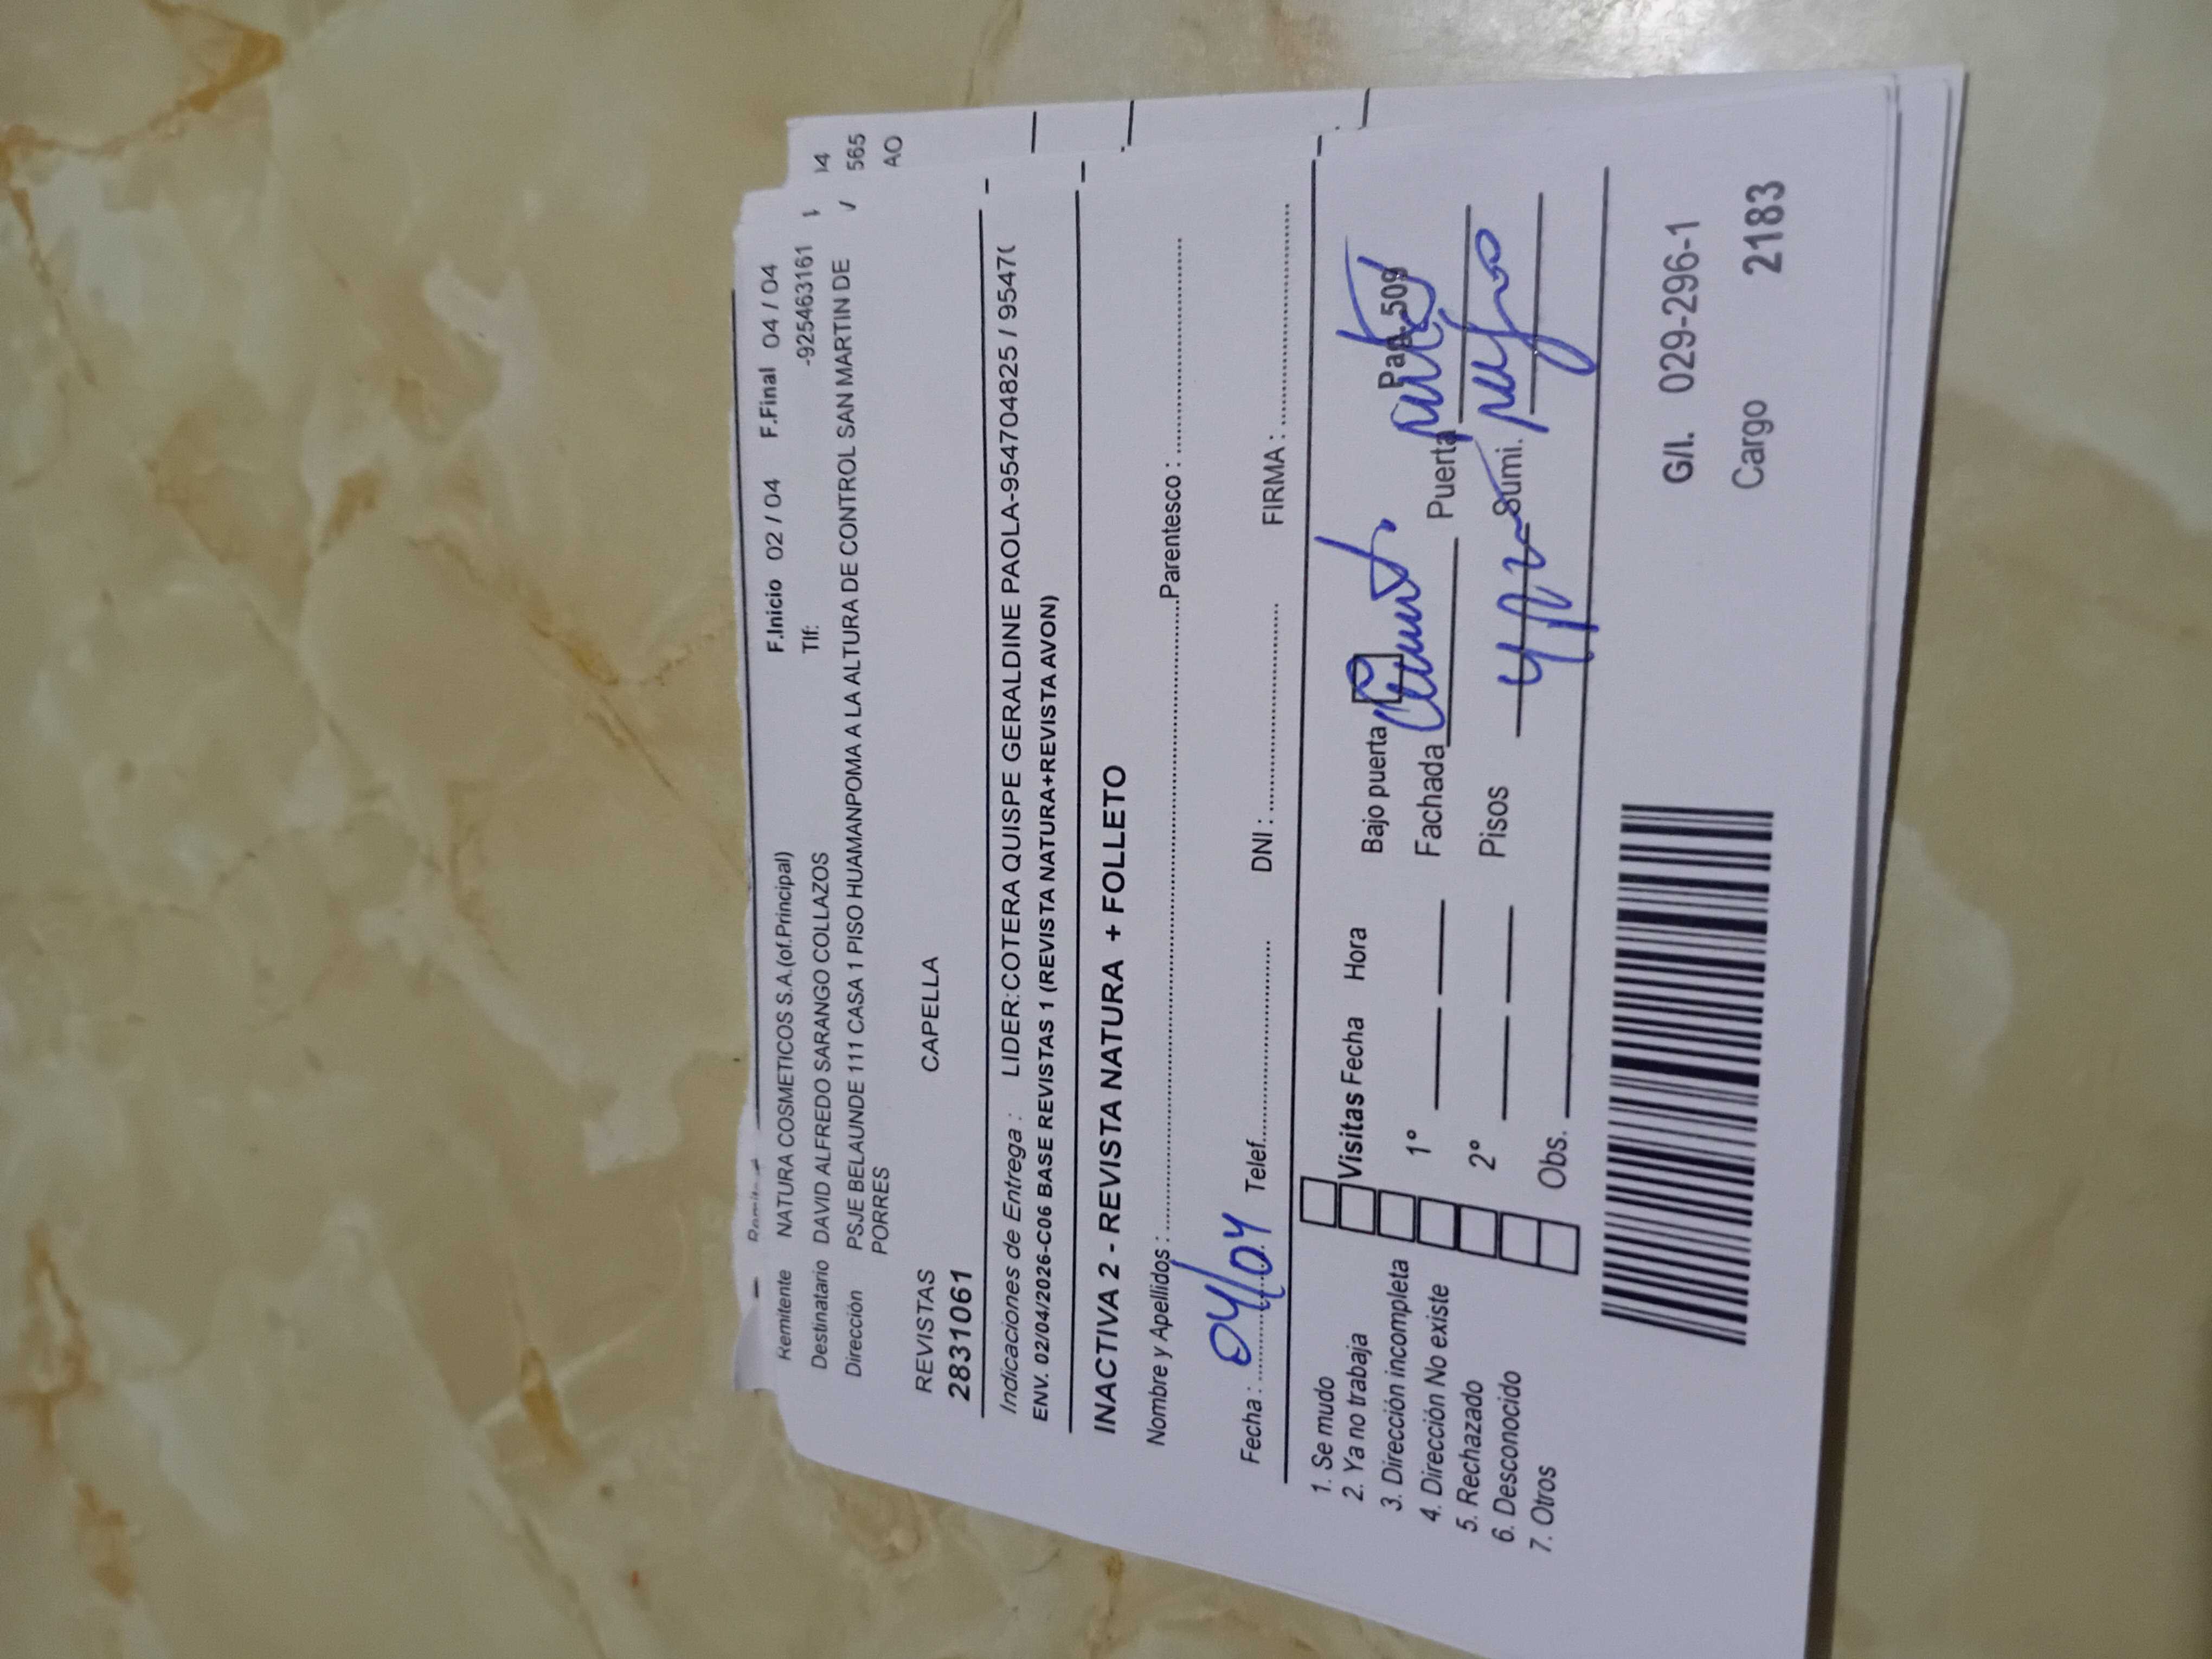 F.Inicio 02 / 04 F.Final 04 / 04
Remitente NATURA COSMETICOS S.A.(of.Principal) Tlf: -925463161
Destinatario DAVID ALFREDO SARANGO COLLAZOS
Dirección PSJE BELAUNDE 111 CASA 1 PISO HUAMANPOMA A LA ALTURA DE CONTROL SAN MARTIN DE
PORRES
565
AO
REVISTAS CAPELLA
2831061
Indicaciones de Entrega : LIDER:COTERA QUISPE GERALDINE PAOLA-954704825 / 9547(
ENV. 02/04/2026-C06 BASE REVISTAS 1 (REVISTA NATURA+REVISTA AVON)
INACTIVA 2 - REVISTA NATURA + FOLLETO
Nombre y Apellidos : Parentesco :
Fecha : 04/04 Telef. DNI : FIRMA :
1. Se mudo
2. Ya no trabaja
3. Dirección incompleta
4. Dirección No existe
5. Rechazado
6. Desconocido
7. Otros
Visitas Fecha Hora
1°
2°
Obs.
Bajo puerta Pag. 509
Fachada Puerta
Pisos Sumi.
G/I. 029-296-1
Cargo 2183